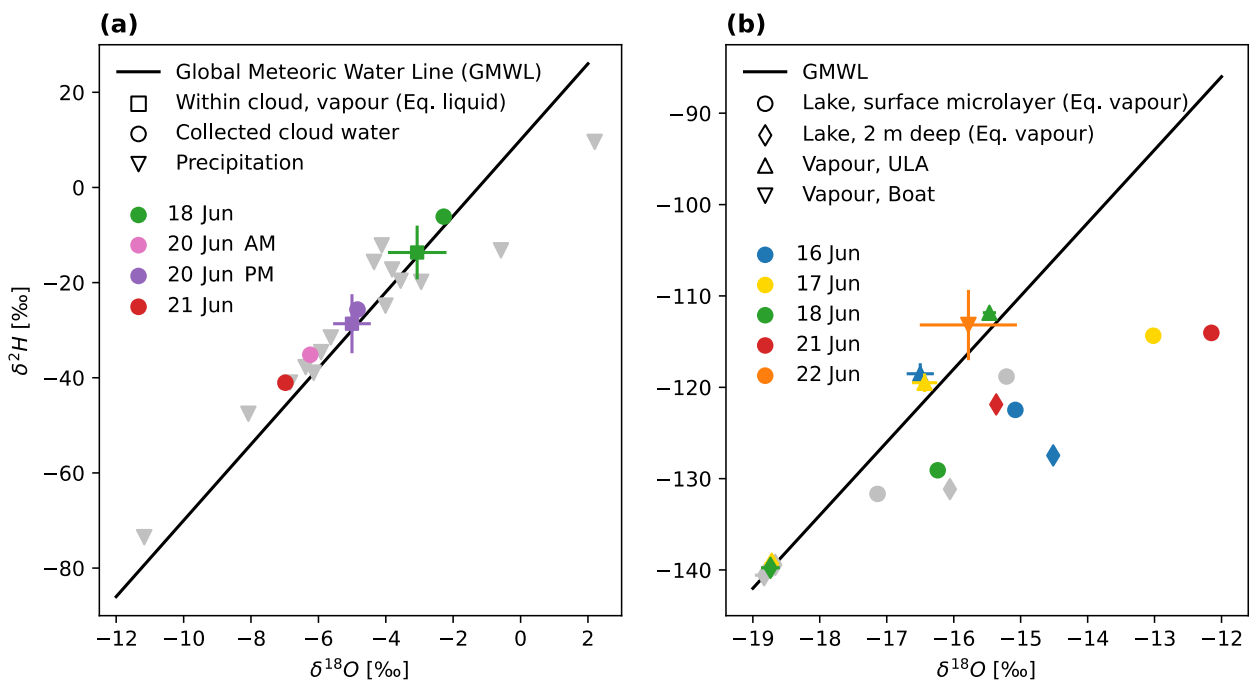 (a)
Global Meteoric Water Line (GMWL)
Within cloud, vapour (Eq. liquid)
Collected cloud water
Precipitation
18 Jun
20 Jun AM
20 Jun PM
21 Jun
20
0
−20
−40
−60
−80
δ²H [‰]
−12 −10 −8 −6 −4 −2 0 2
δ¹⁸O [‰]
(b)
GMWL
Lake, surface microlayer (Eq. vapour)
Lake, 2 m deep (Eq. vapour)
Vapour, ULA
Vapour, Boat
16 Jun
17 Jun
18 Jun
21 Jun
22 Jun
−90
−100
−110
−120
−130
−140
−19 −18 −17 −16 −15 −14 −13 −12
δ¹⁸O [‰]